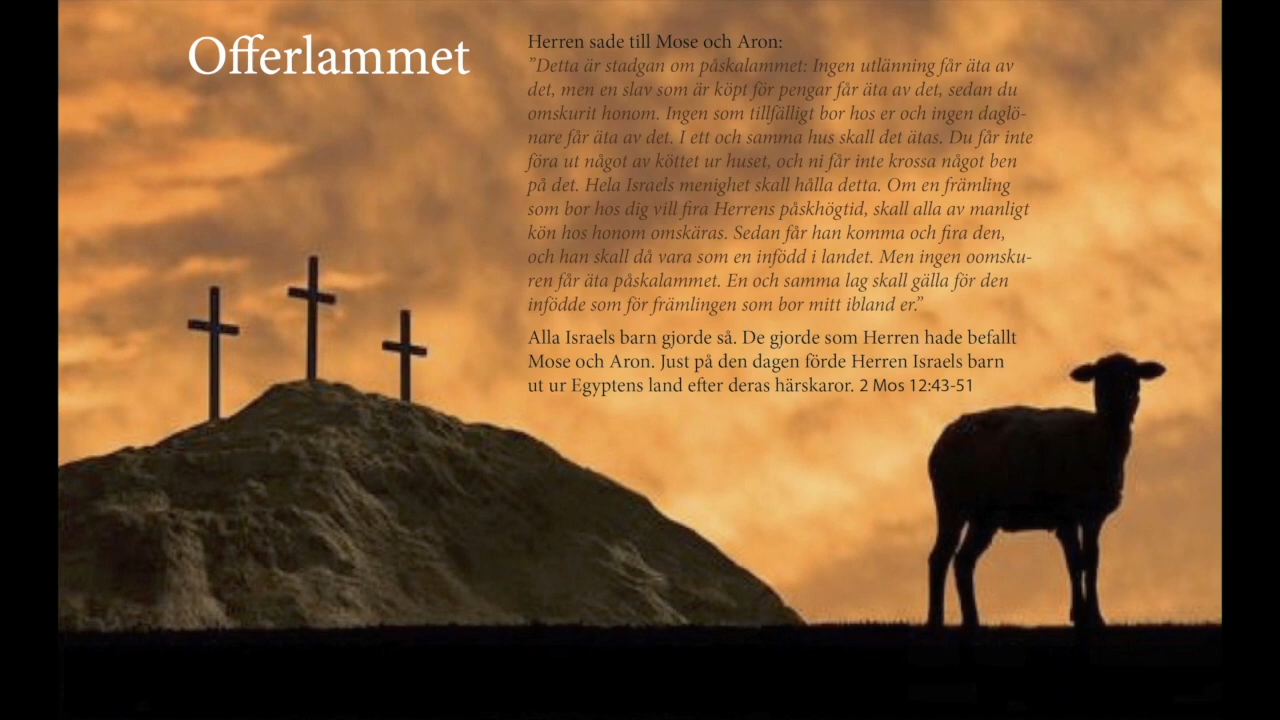 Offerlammet
Herren sade till Mose och Aron:
”Detta är stadgan om påskalammet: Ingen utlänning får äta av
det, men en slav som är köpt för pengar får äta av det, sedan du
omskurit honom. Ingen som tillfälligt bor hos er och ingen daglö-
nare får äta av det. I ett och samma hus skall det ätas. Du får inte
föra ut något av köttet ur huset, och ni får inte krossa något ben
på det. Hela Israels menighet skall hålla detta. Om en främling
som bor hos dig vill fira Herrens påskhögtid, skall alla av manligt
kön hos honom omskäras. Sedan får han komma och fira den,
och han skall då vara som en infödd i landet. Men ingen oomsku-
ren får äta påskalammet. En och samma lag skall gälla för den
infödde som för främlingen som bor mitt ibland er.”
Alla Israels barn gjorde så. De gjorde som Herren hade befallt
Mose och Aron. Just på den dagen förde Herren Israels barn
ut ur Egyptens land efter deras härskaror. 2 Mos 12:43-51